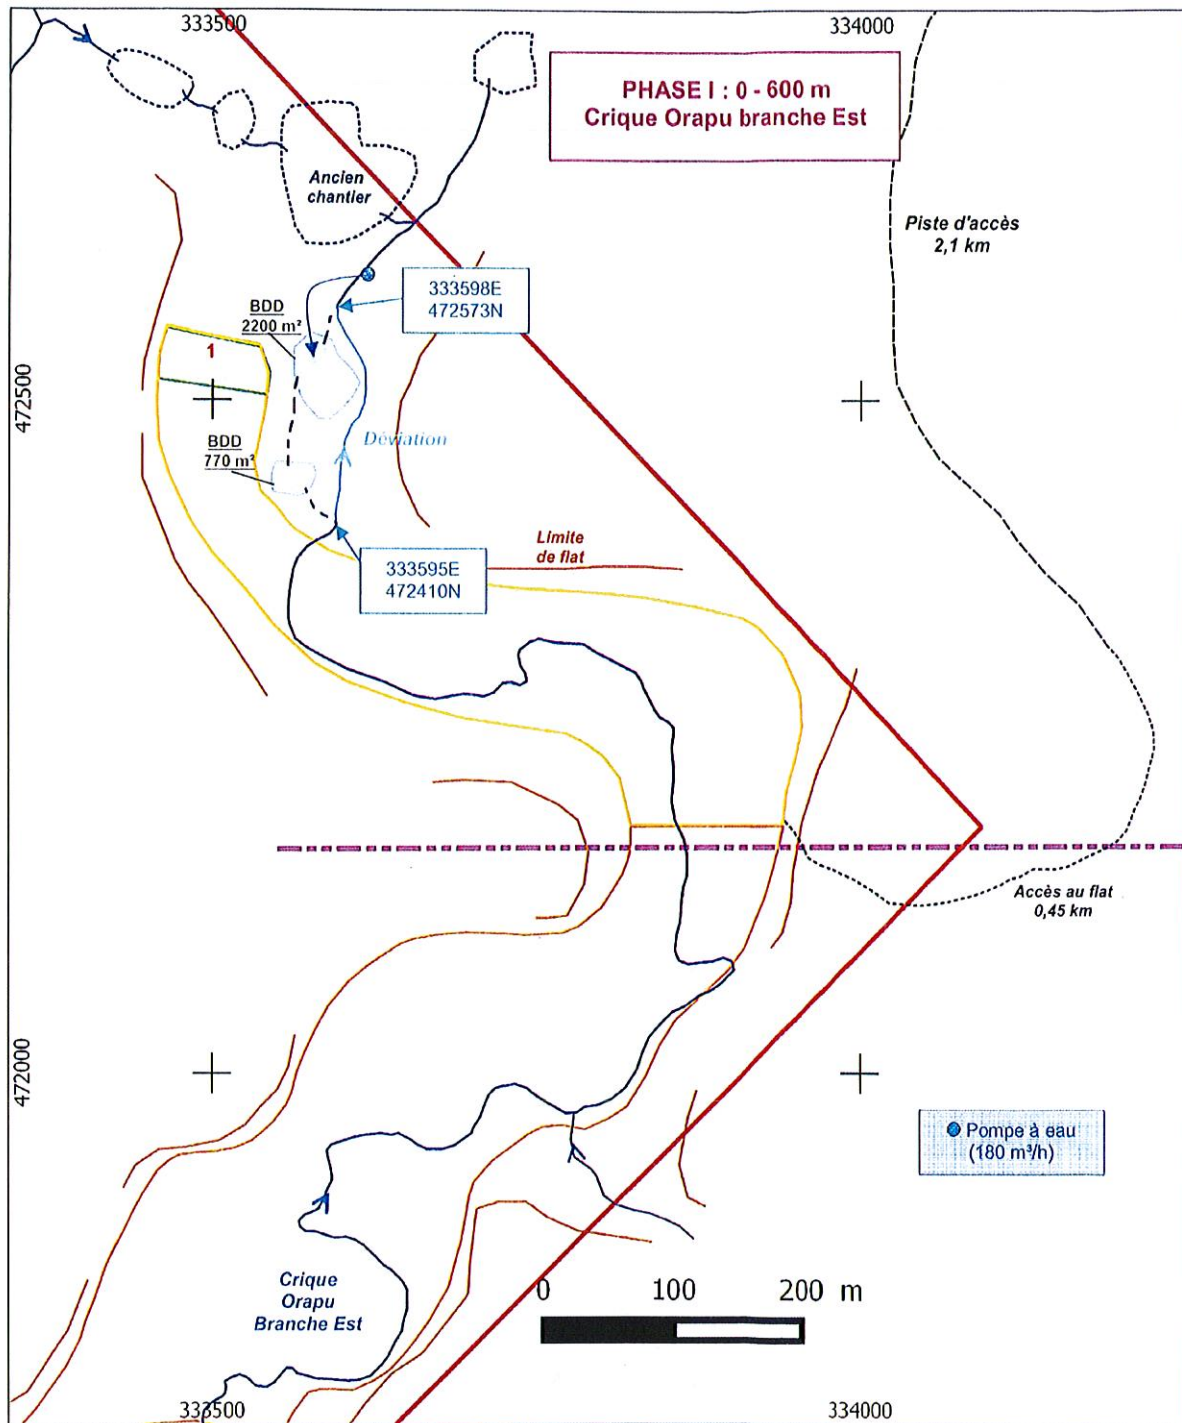 333500
334000
PHASE I : 0 - 600 m
Crique Orapu branche Est
Ancien
chantier
Piste d'accès
2,1 km
333598E
472573N
BDD
2200 m²
1
472500
Déviation
BDD
770 m²
Limite
de flat
333595E
472410N
Accès au flat
0,45 km
472000
Pompe à eau
(180 m³/h)
Crique
Orapu
Branche Est
0 100 200 m
333500
334000